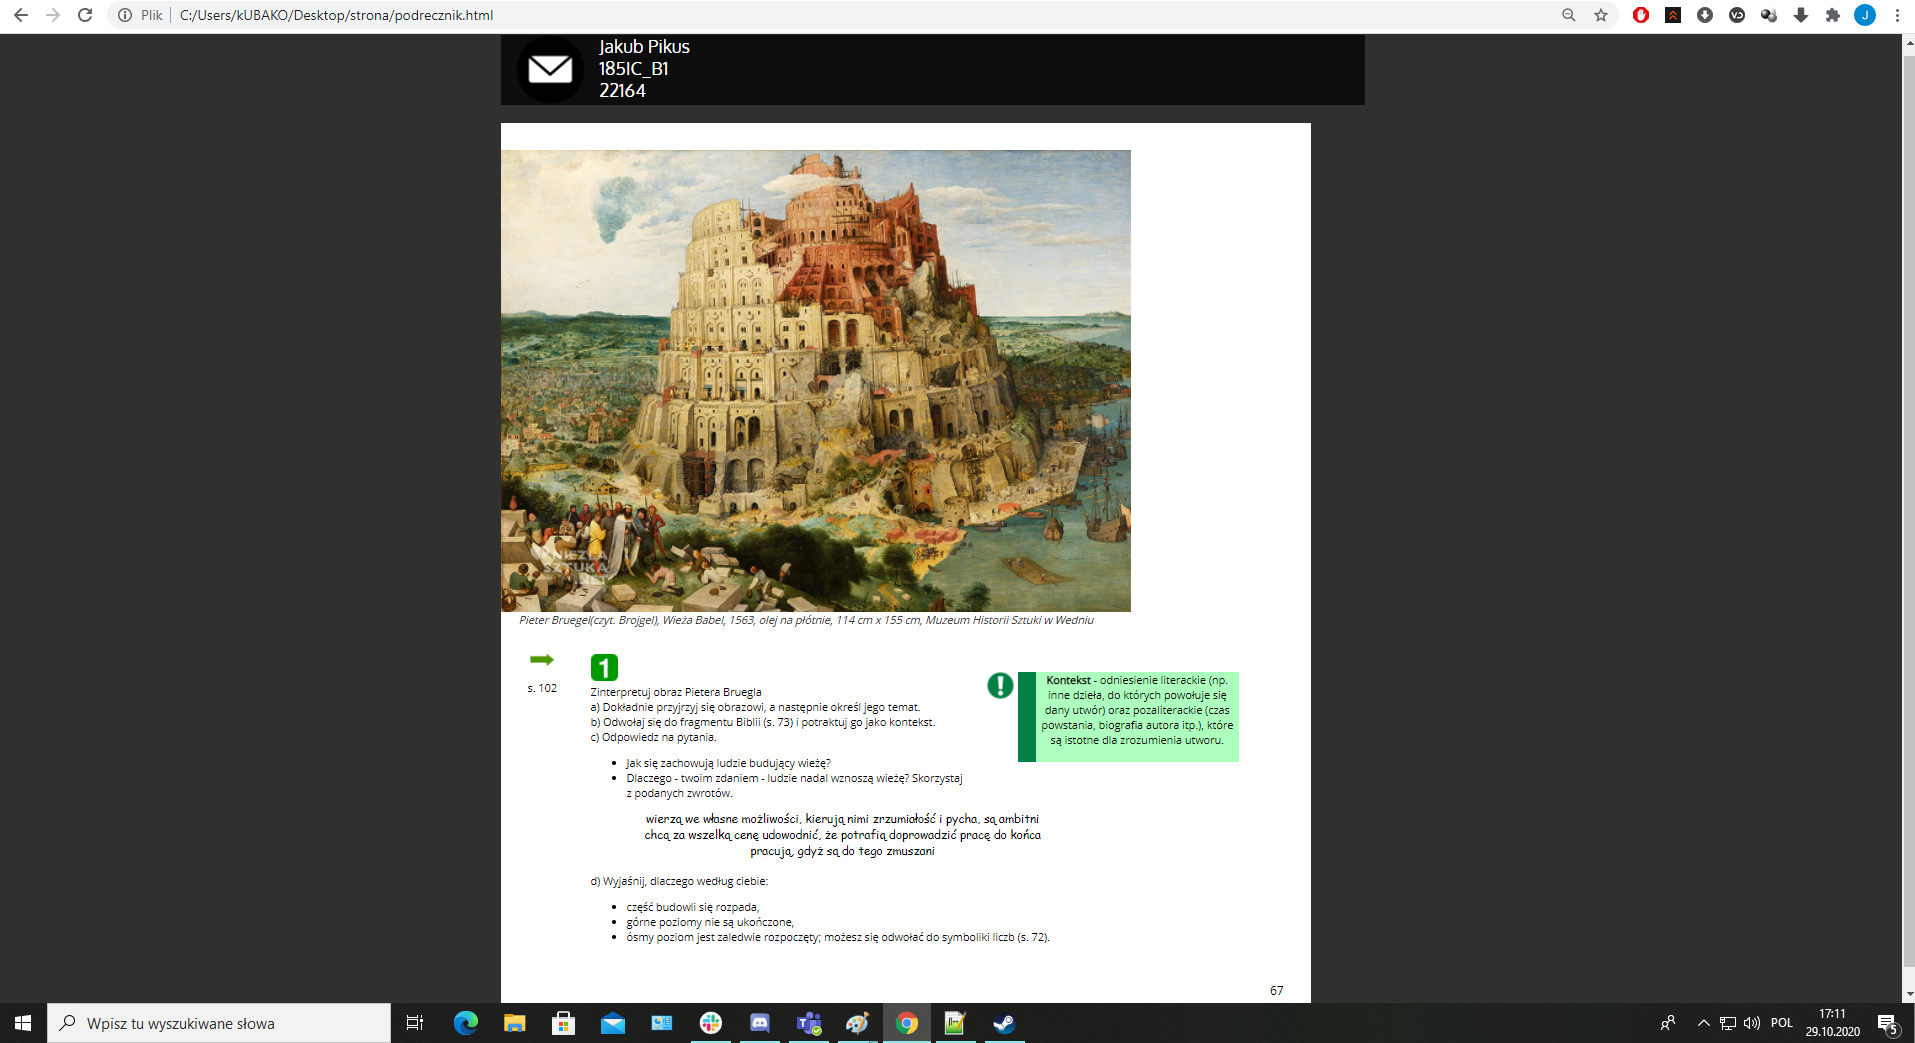 Plik
C:/Users/kUBAKO/Desktop/strona/podrecznik.html
J
Jakub Pikus
185IC_B1
22164
NIEZŁA
SZTUKA
.NET
Pieter Bruegel(czyt. Brojgel), Wieża Babel, 1563, olej na płótnie, 114 cm x 155 cm, Muzeum Historii Sztuki w Wedniu
s. 102
1
Zinterpretuj obraz Pietera Bruegla
a) Dokładnie przyjrzyj się obrazowi, a następnie określ jego temat.
b) Odwołaj się do fragmentu Biblii (s. 73) i potraktuj go jako kontekst.
c) Odpowiedz na pytania.
Jak się zachowują ludzie budujący wieżę?
Dlaczego - twoim zdaniem - ludzie nadal wznoszą wieżę? Skorzystaj
z podanych zwrotów.
!
Kontekst - odniesienie literackie (np.
inne dzieła, do których powołuje się
dany utwór) oraz pozaliterackie (czas
powstania, biografia autora itp.), które
są istotne dla zrozumienia utworu.
wierzą we własne możliwości, kierują nimi zrzumiałość i pycha, są ambitni
chcą za wszelką cenę udowodnić, że potrafią doprowadzić pracę do końca
pracują, gdyż są do tego zmuszani
d) Wyjaśnij, dlaczego według ciebie:
część budowli się rozpada,
górne poziomy nie są ukończone,
ósmy poziom jest zaledwie rozpoczęty; możesz się odwołać do symboliki liczb (s. 72).
67
Wpisz tu wyszukiwane słowa
POL
17:11
29.10.2020
5